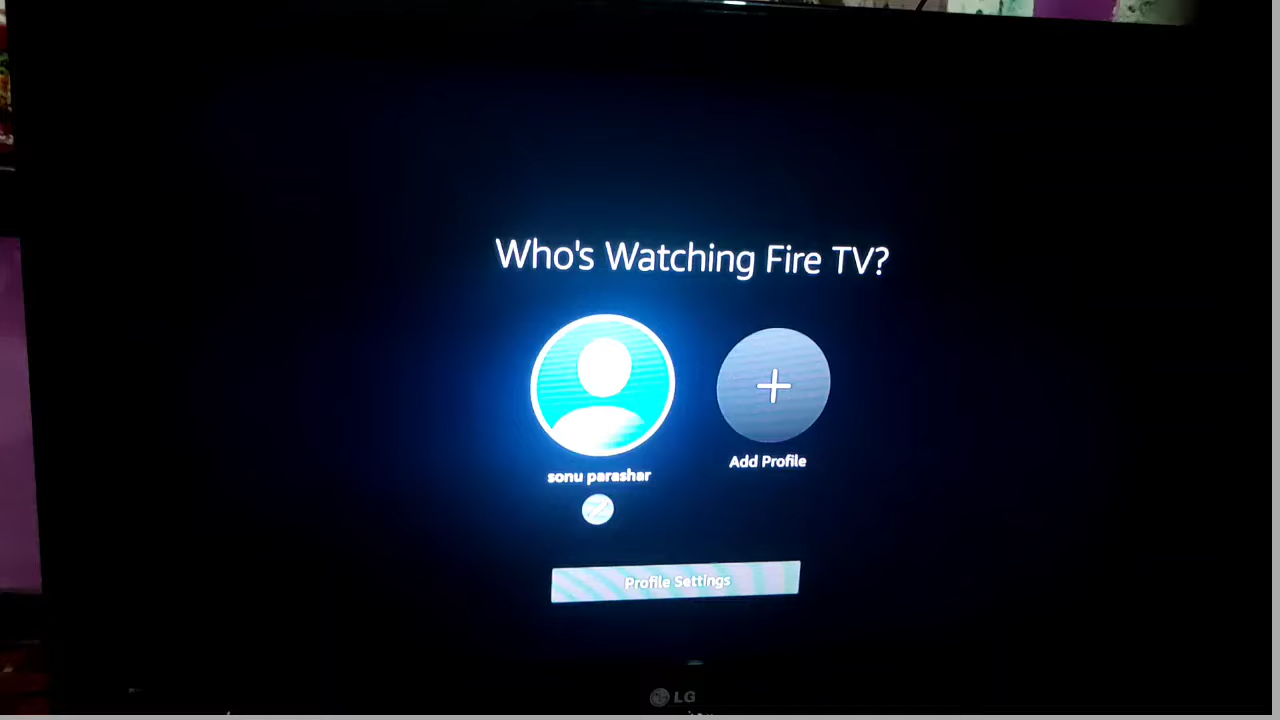 Who's Watching Fire TV?
sonu parashar
Add Profile
Profile Settings
LG